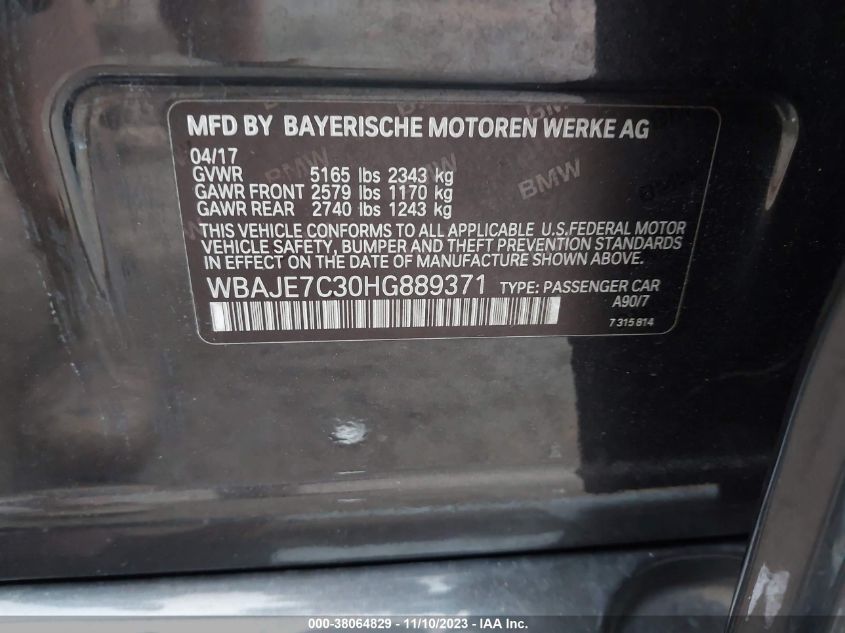 MFD BY BAYERISCHE MOTOREN WERKE AG
04/17
GVWR 5165 lbs 2343 kg
GAWR FRONT 2579 lbs 1170 kg
GAWR REAR 2740 lbs 1243 kg
THIS VEHICLE CONFORMS TO ALL APPLICABLE U.S.FEDERAL MOTOR
VEHICLE SAFETY, BUMPER AND THEFT PREVENTION STANDARDS
IN EFFECT ON THE DATE OF MANUFACTURE SHOWN ABOVE.
WBAJE7C30HG889371 TYPE: PASSENGER CAR
A90/7
7 315 814
BMW
000-38064829 — 11/10/2023 — IAA Inc.